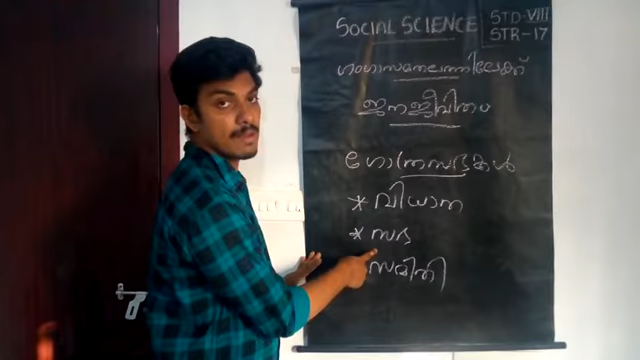 SOCIAL SCIENCE
STD-VIII
STR-17
ഗംഗാസമതലത്തിലേക്ക്
ജനജീവിതം
ഗോത്രസഭകൾ
* വിധാന
* സഭ
സമിതി